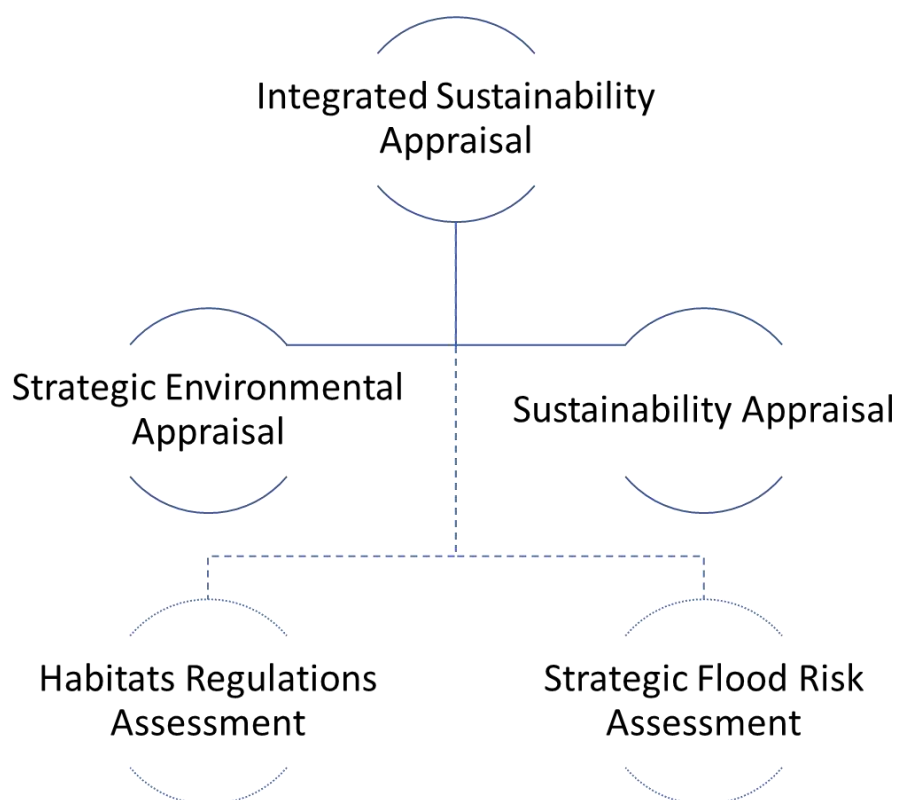 Integrated Sustainability
Appraisal
Strategic Environmental
Appraisal
Sustainability Appraisal
Habitats Regulations
Assessment
Strategic Flood Risk
Assessment